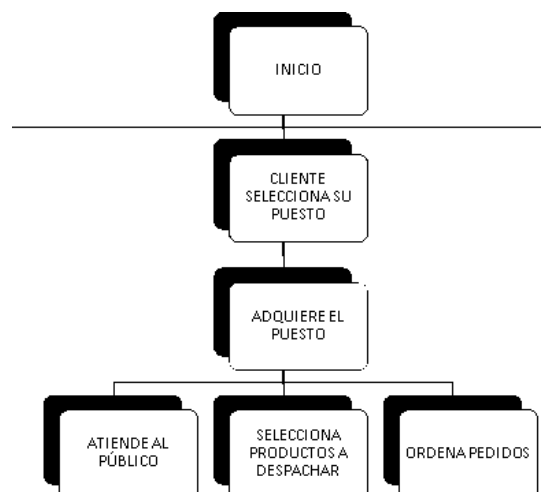 INICIO
CLIENTE
SELECCIONA SU
PUESTO
ADQUIERE EL
PUESTO
ATIENDE AL
PÚBLICO
SELECCIONA
PRODUCTOS A
DESPACHAR
ORDENA PEDIDOS